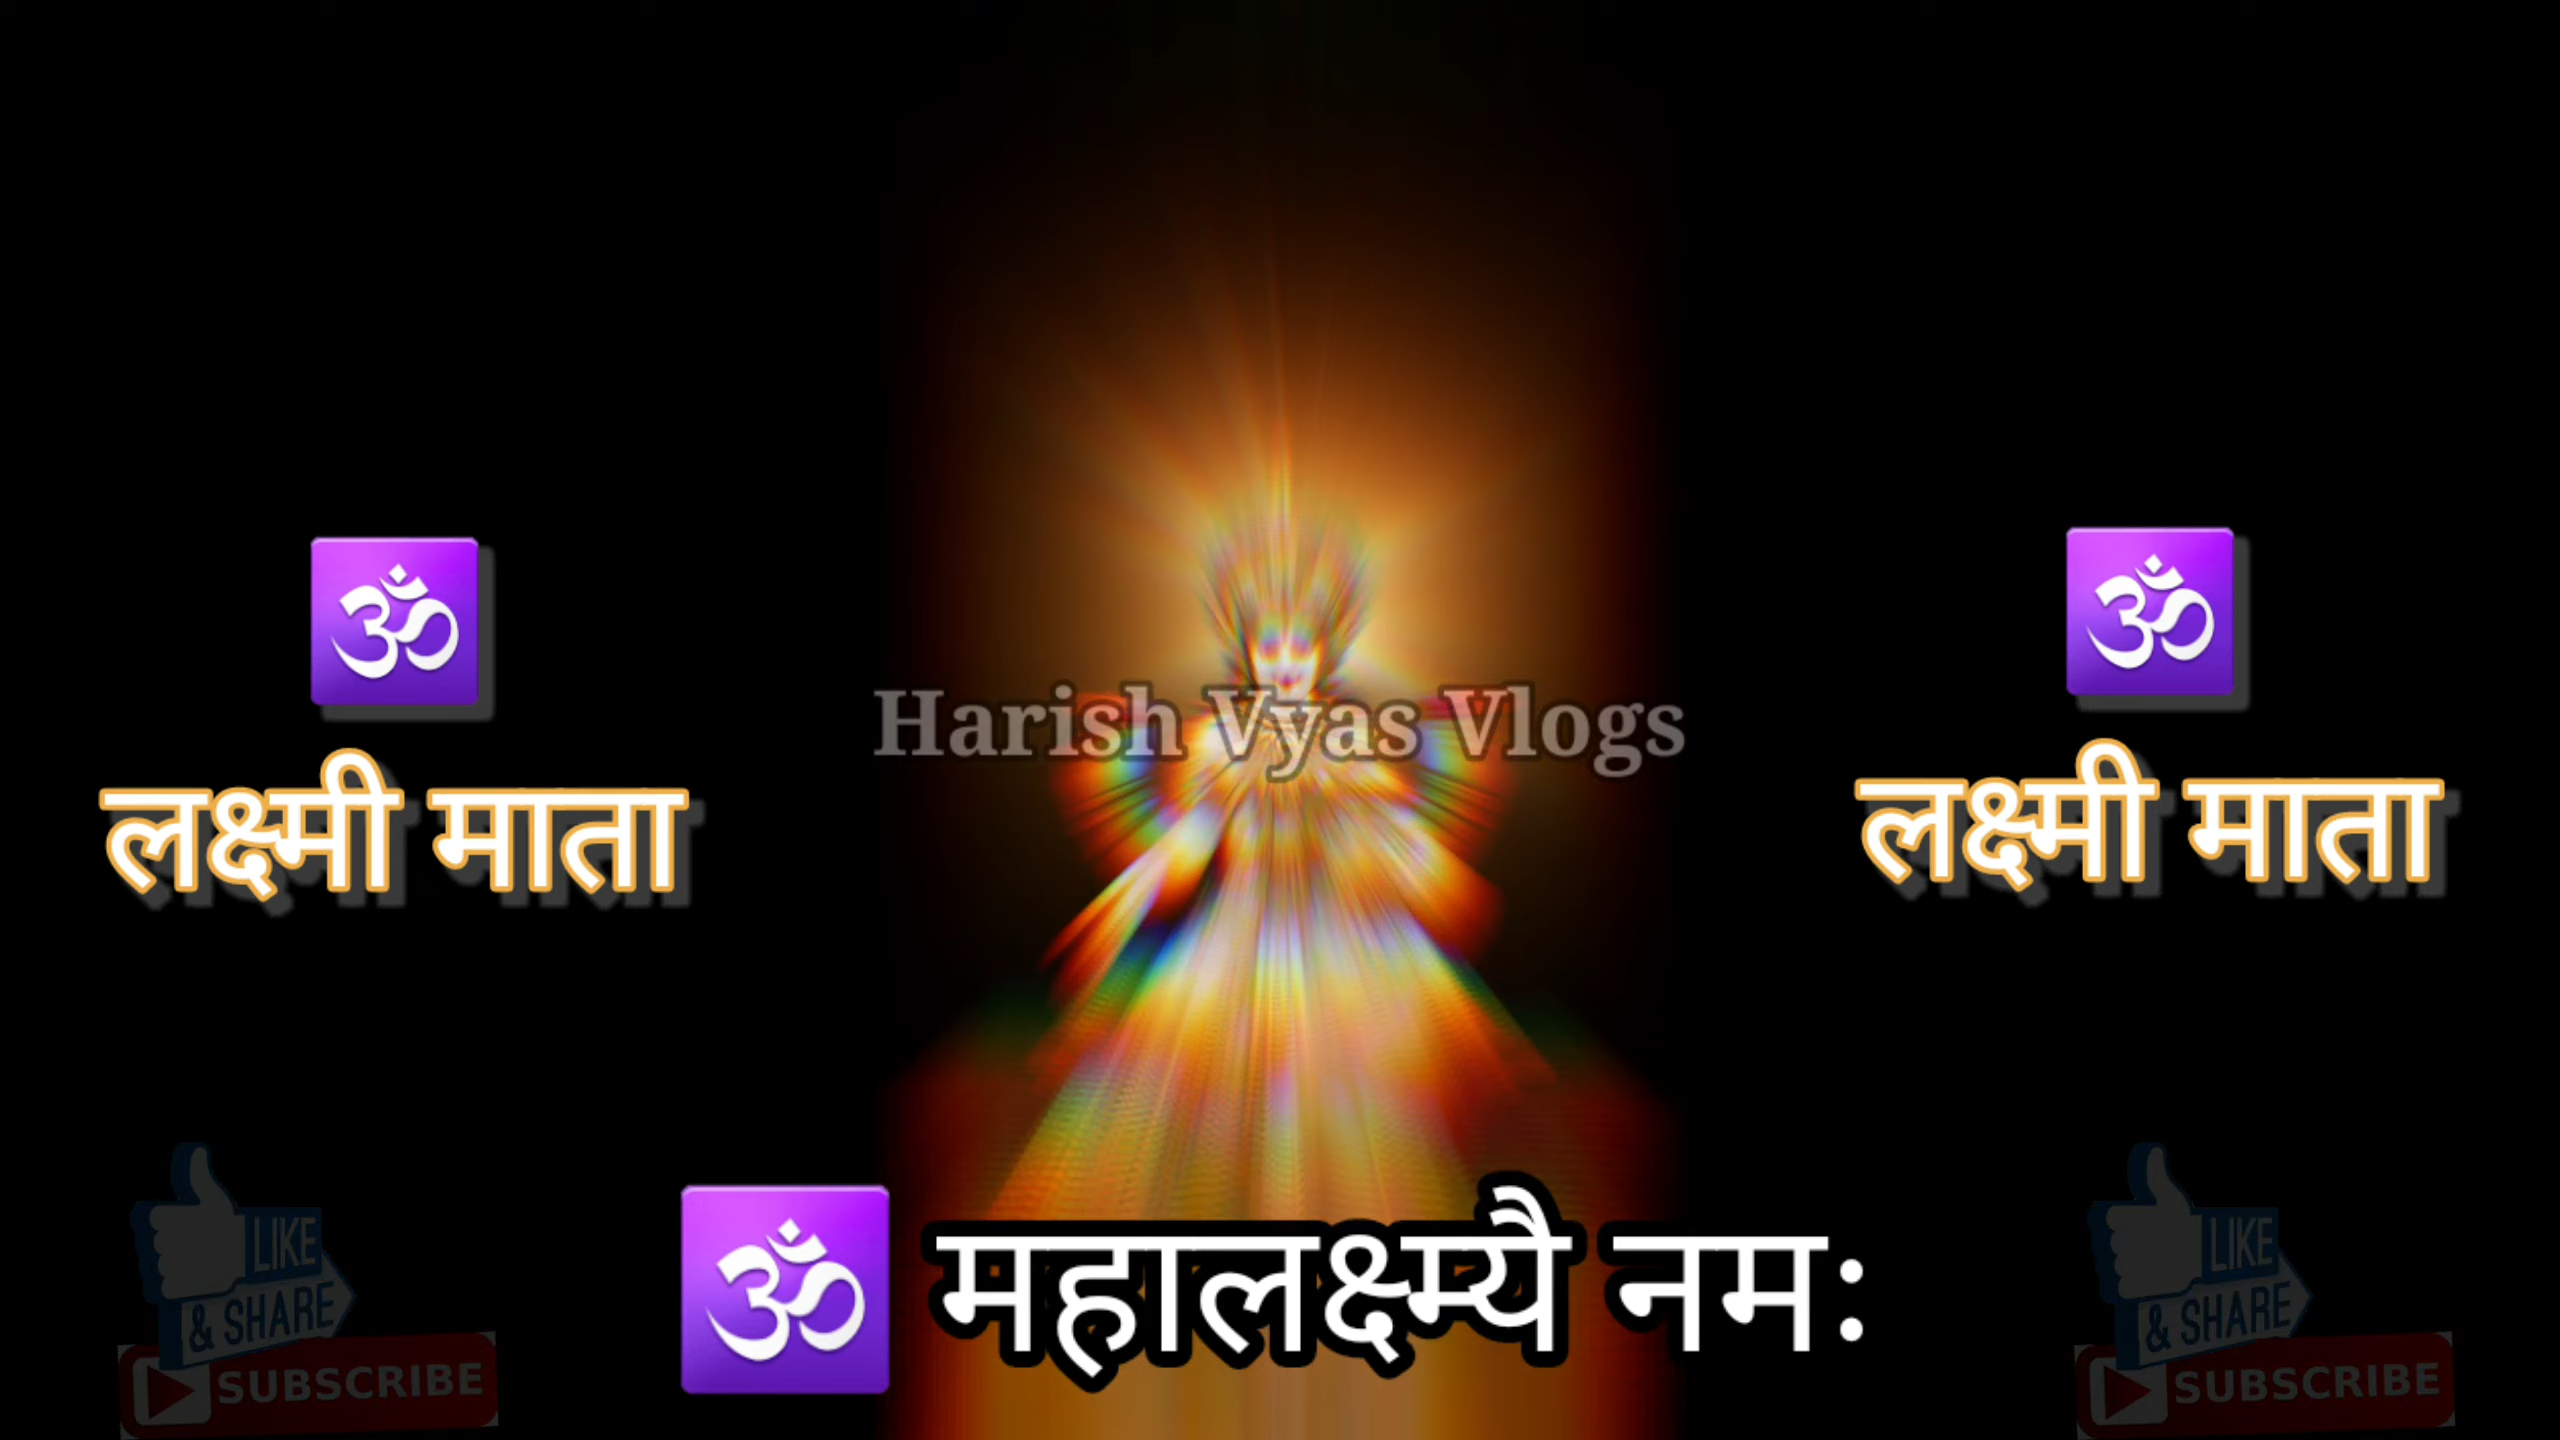 🕉
🕉
Harish Vyas Vlogs
लक्ष्मी माता
लक्ष्मी माता
LIKE
& SHARE
SUBSCRIBE
🕉 महालक्ष्म्यै नमः
LIKE
& SHARE
SUBSCRIBE